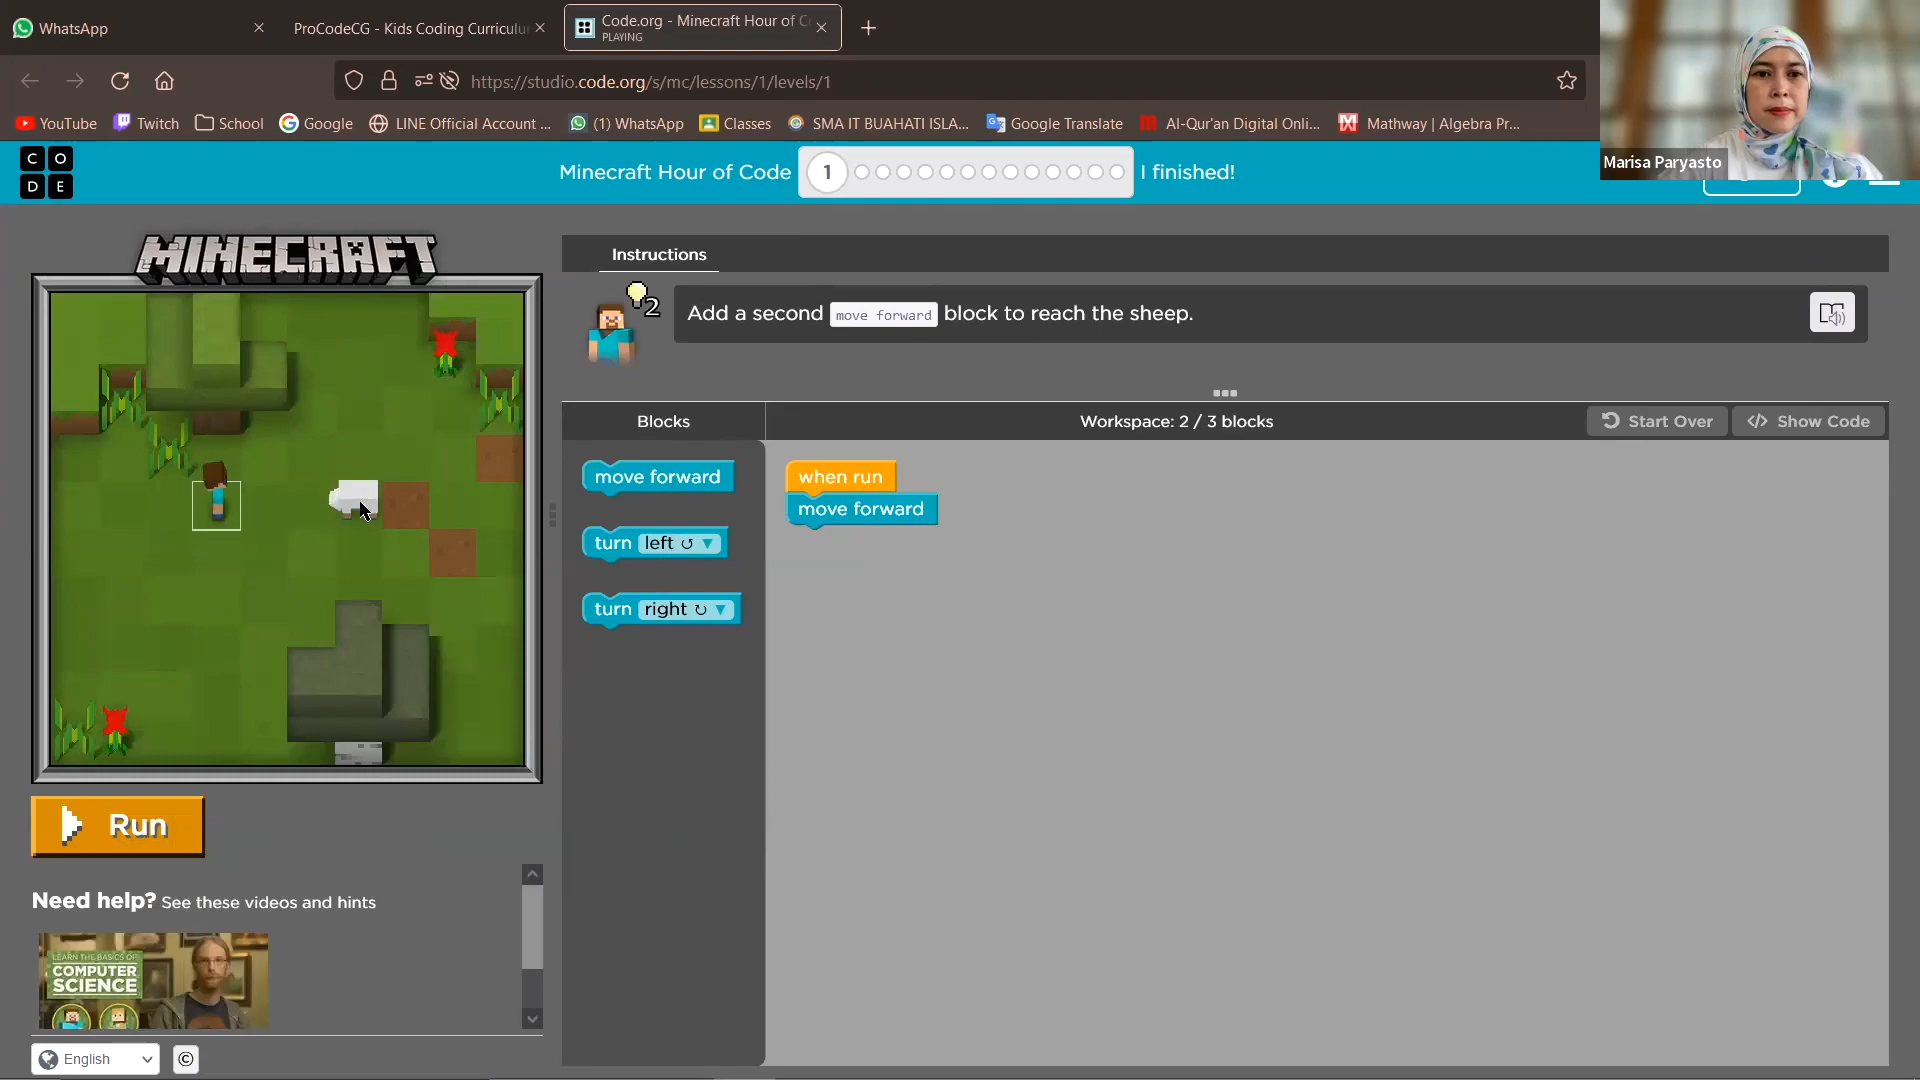 WhatsApp
ProCodeCG - Kids Coding Curriculu
Code.org - Minecraft Hour of C
PLAYING
https://studio.code.org/s/mc/lessons/1/levels/1
YouTube
Twitch
School
Google
LINE Official Account ...
(1) WhatsApp
Classes
SMA IT BUAHATI ISLA...
Google Translate
Al-Qur'an Digital Onli...
Mathway | Algebra Pr...
Marisa Paryasto
CODE
Minecraft Hour of Code
1
I finished!
MINECRAFT
Instructions
2
Add a second move forward block to reach the sheep.
Blocks
Workspace: 2 / 3 blocks
Start Over
Show Code
move forward
turn left
turn right
when run
move forward
Run
Need help? See these videos and hints
LEARN THE BASICS OF
COMPUTER
SCIENCE
English
©